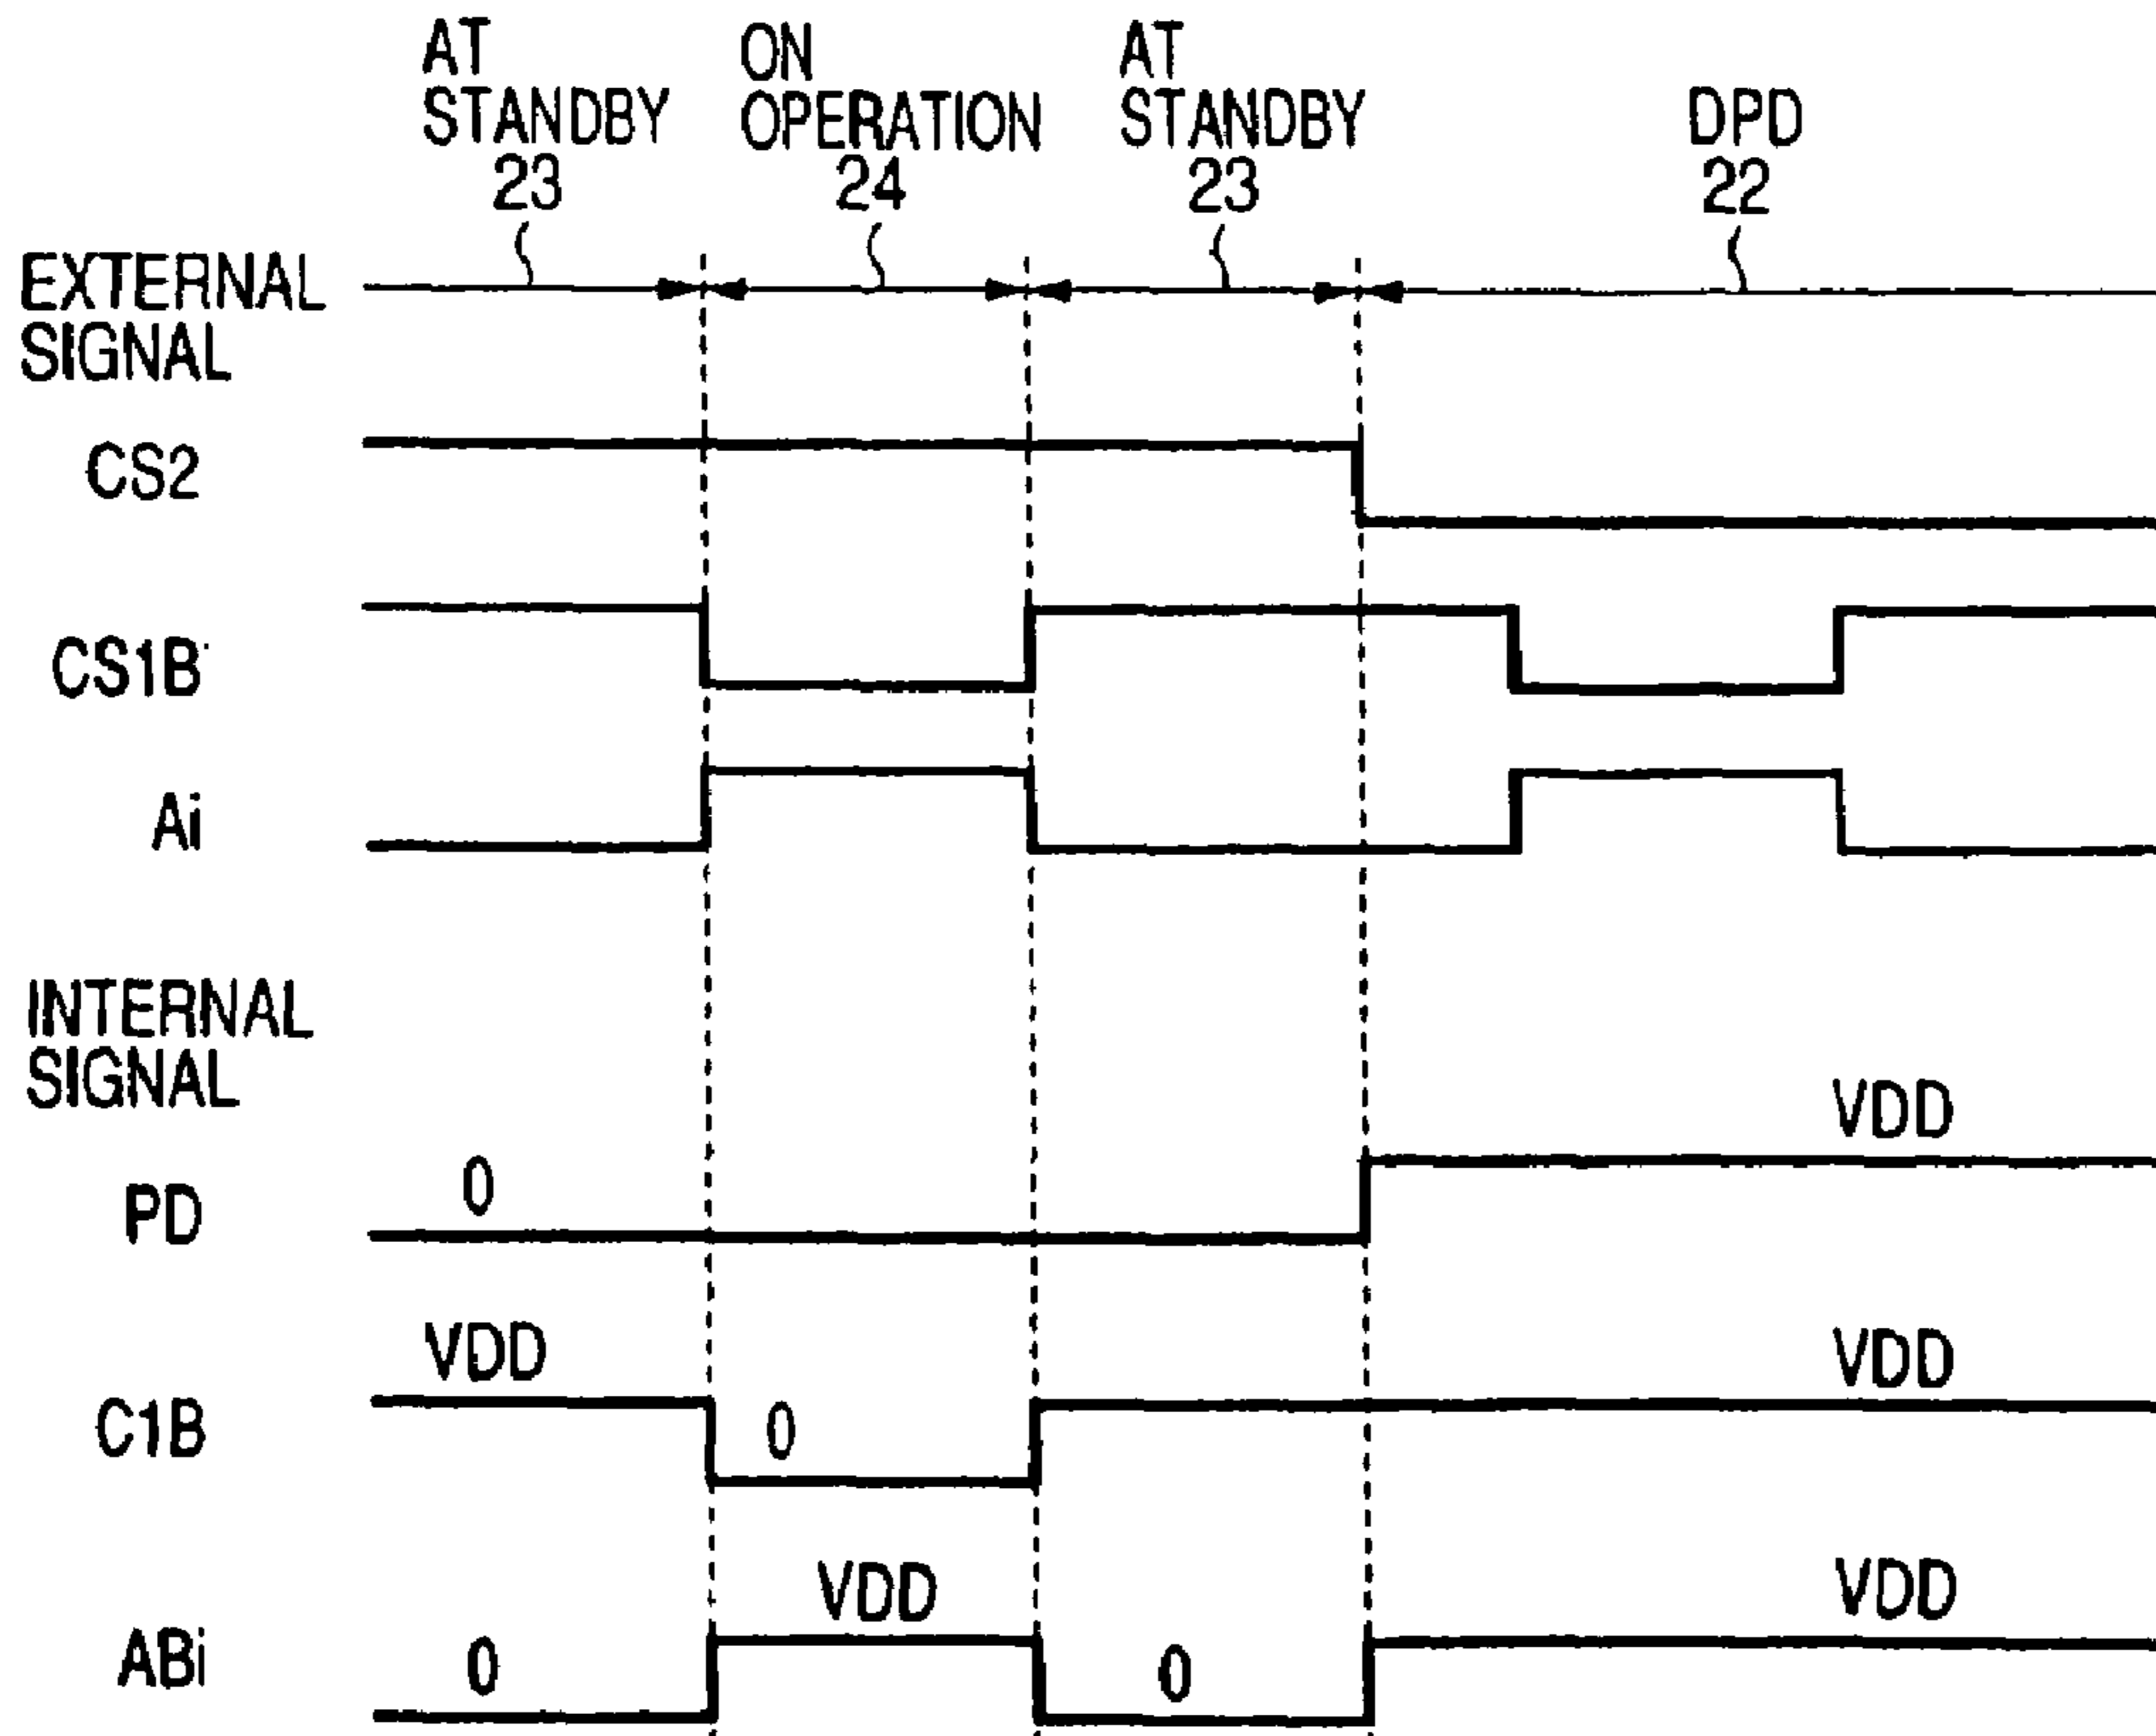 AT
STANDBY
23
ON
OPERATION
24
AT
STANDBY
23
DPD
22
EXTERNAL
SIGNAL
CS2
CS1B
Ai
INTERNAL
SIGNAL
VDD
0
PD
VDD
VDD
C1B
0
VDD
VDD
ABi
0
0